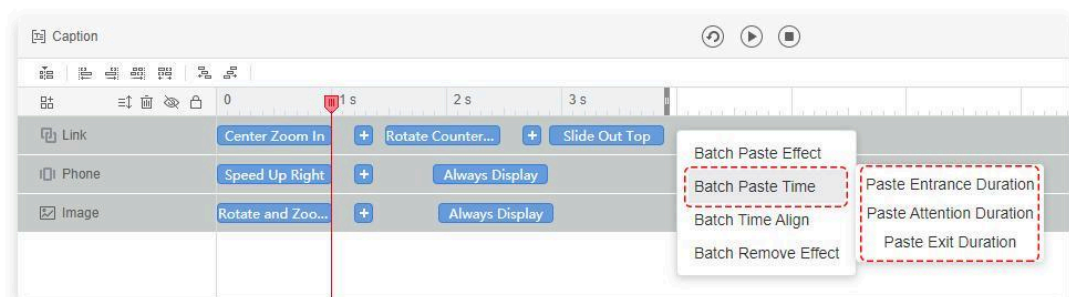 Caption
0 1 s 2 s 3 s
Link Center Zoom In + Rotate Counter... + Slide Out Top
Phone Speed Up Right + Always Display
Image Rotate and Zoo... + Always Display
Batch Paste Effect
Batch Paste Time
Batch Time Align
Batch Remove Effect
Paste Entrance Duration
Paste Attention Duration
Paste Exit Duration